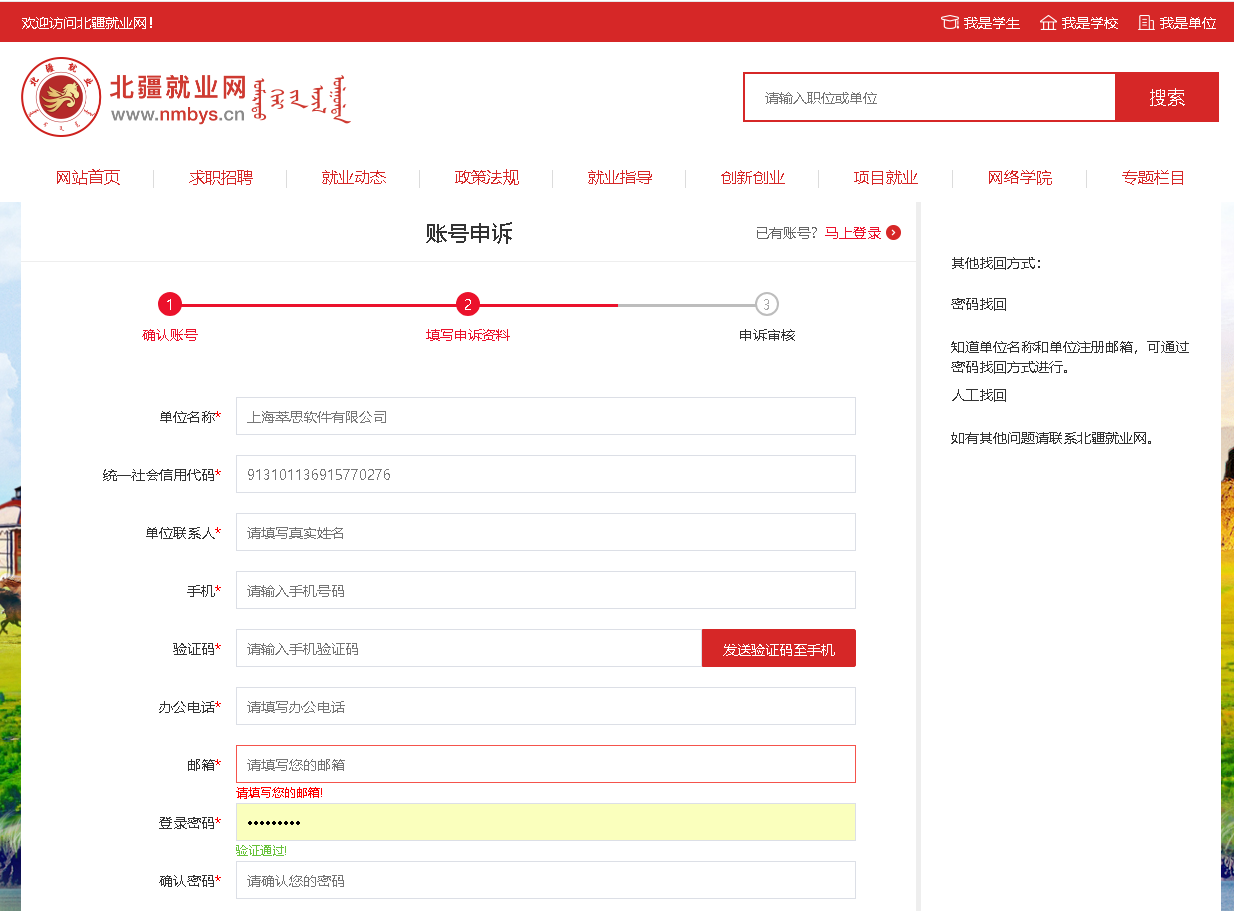 欢迎访问北疆就业网!
我是学生 我是学校 我是单位
北疆就业
北疆就业网
www.nmbys.cn
请输入职位或单位 搜索
网站首页 求职招聘 就业动态 政策法规 就业指导 创新创业 项目就业 网络学院 专题栏目
账号申诉 已有账号? 马上登录
1 2 3
确认账号 填写申诉资料 申诉审核
单位名称* 上海莘思软件有限公司
统一社会信用代码* 913101136915770276
单位联系人* 请填写真实姓名
手机* 请输入手机号码
验证码* 请输入手机验证码 发送验证码至手机
办公电话* 请填写办公电话
邮箱* 请填写您的邮箱
请填写您的邮箱!
登录密码* •••••••••
验证通过!
确认密码* 请确认您的密码
其他找回方式:
密码找回
知道单位名称和单位注册邮箱，可通过
密码找回方式进行。
人工找回
如有其他问题请联系北疆就业网。